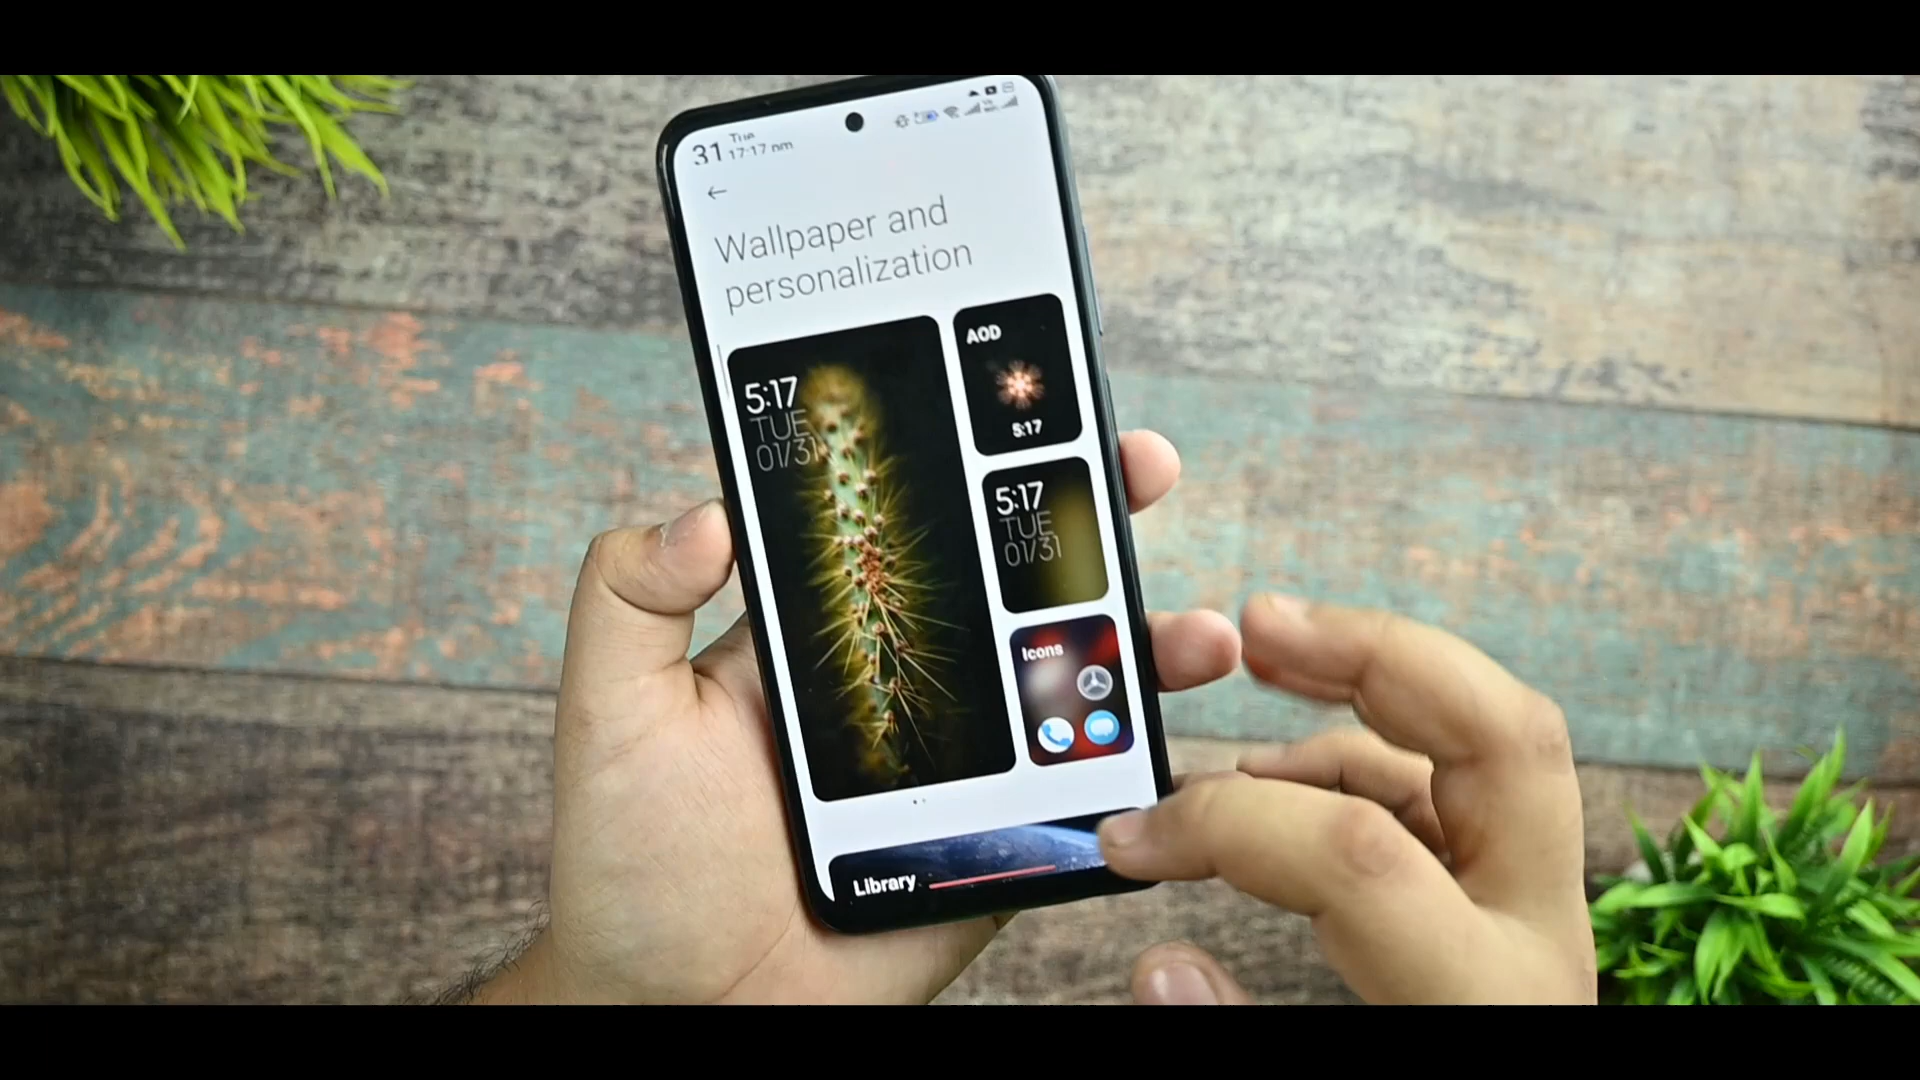 31 Tue
17:17 pm
Wallpaper and
personalization
5:17
TUE
01/31
AOD
5:17
5:17
TUE
01/31
Icons
Library